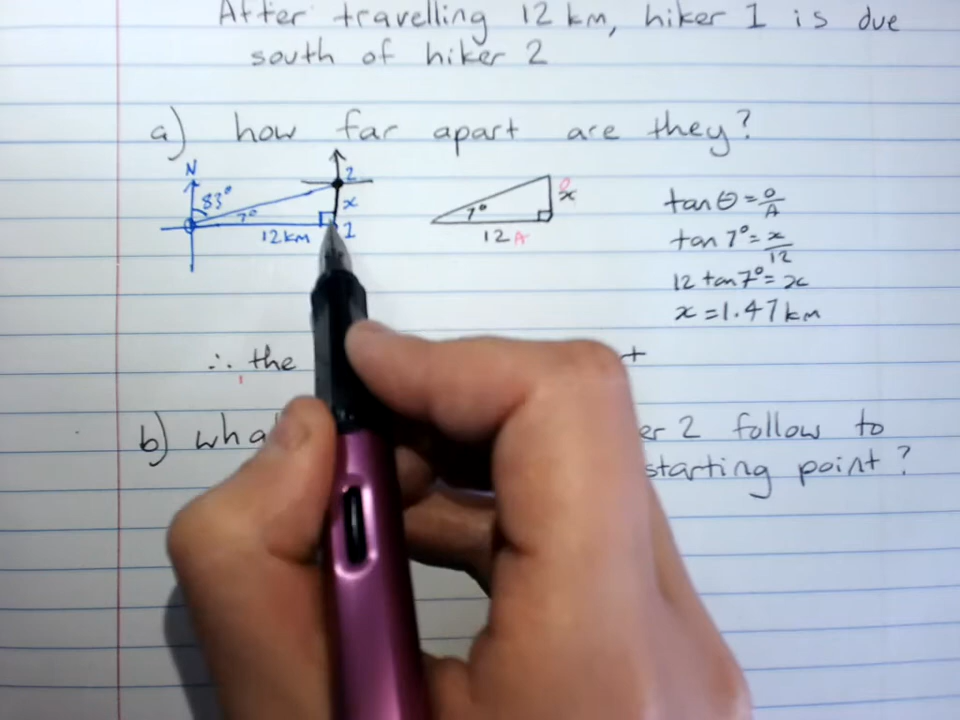 After travelling 12 km, hiker 1 is due
south of hiker 2
a) how far apart are they?
N
83°
7°
12km
2
x
1
7°
12 A
O
x
tan θ = O/A
tan 7° = x/12
12 tan 7° = x
x = 1.47 km
∴ the
b) what
2 follow to
starting point?